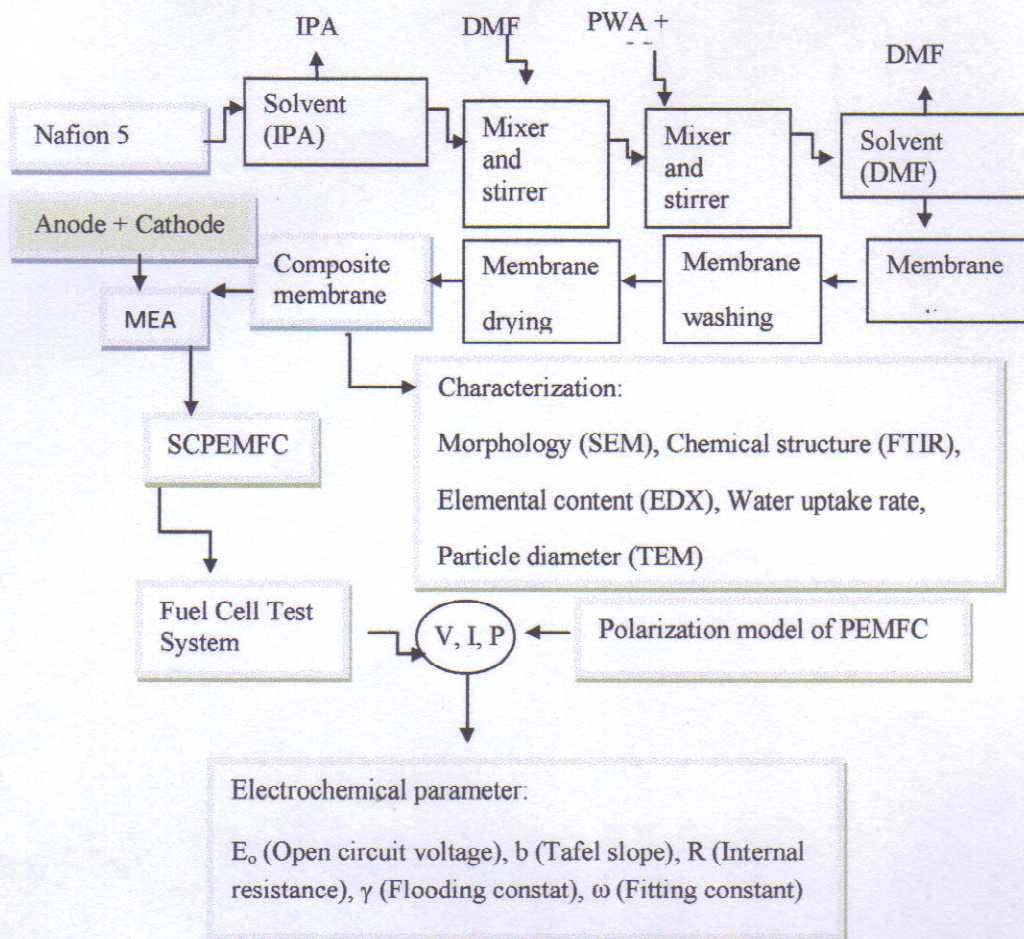 IPA
DMF
PWA +
DMF
Nafion 5
Solvent
(IPA)
Mixer
and
stirrer
Mixer
and
stirrer
Solvent
(DMF)
Anode + Cathode
MEA
Composite
membrane
Membrane
drying
Membrane
washing
Membrane
Characterization:
Morphology (SEM), Chemical structure (FTIR),
Elemental content (EDX), Water uptake rate,
Particle diameter (TEM)
SCPEMFC
Fuel Cell Test
System
V, I, P
Polarization model of PEMFC
Electrochemical parameter:
Eₒ (Open circuit voltage), b (Tafel slope), R (Internal
resistance), γ (Flooding constat), ω (Fitting constant)